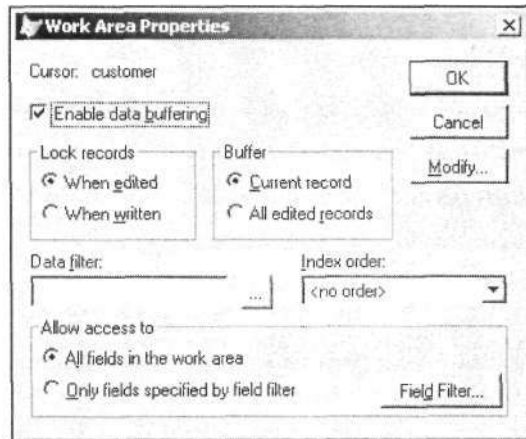 Work Area Properties
Cursor: customer
OK
Enable data buffering
Cancel
Lock records
Buffer
Modify...
When edited
Current record
When written
All edited records
Data filter:
Index order:
...
<no order>
Allow access to
All fields in the work area
Only fields specified by field filter
Field Filter...